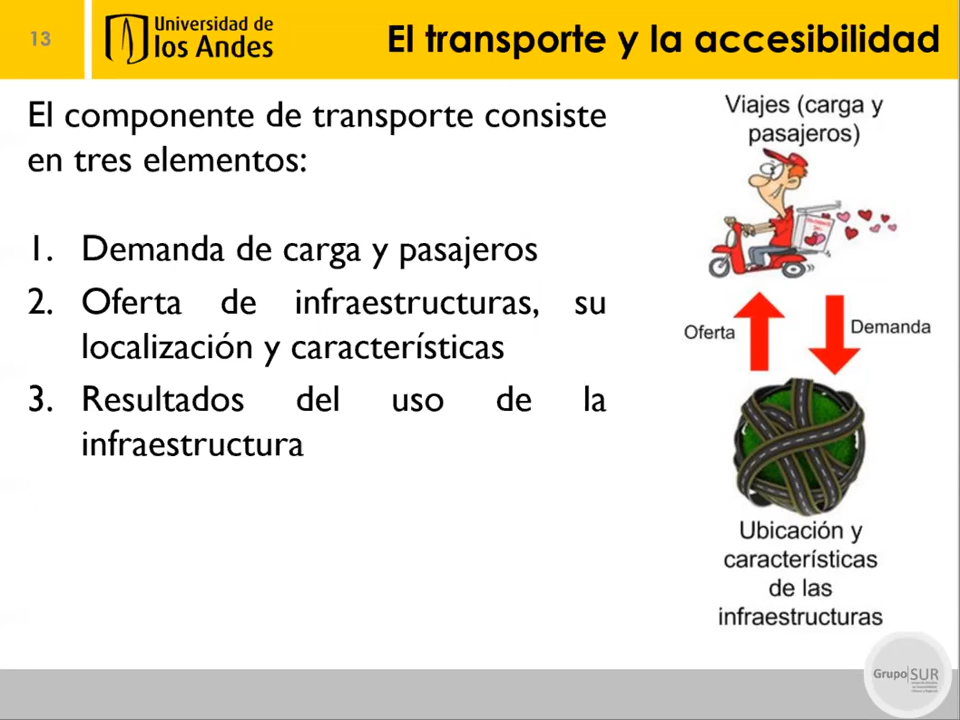 13
Universidad de
los Andes
El transporte y la accesibilidad
El componente de transporte consiste
en tres elementos:
1. Demanda de carga y pasajeros
2. Oferta de infraestructuras, su
localización y características
3. Resultados del uso de la
infraestructura
Viajes (carga y
pasajeros)
Oferta
Demanda
Ubicación y
características
de las
infraestructuras
Grupo SUR